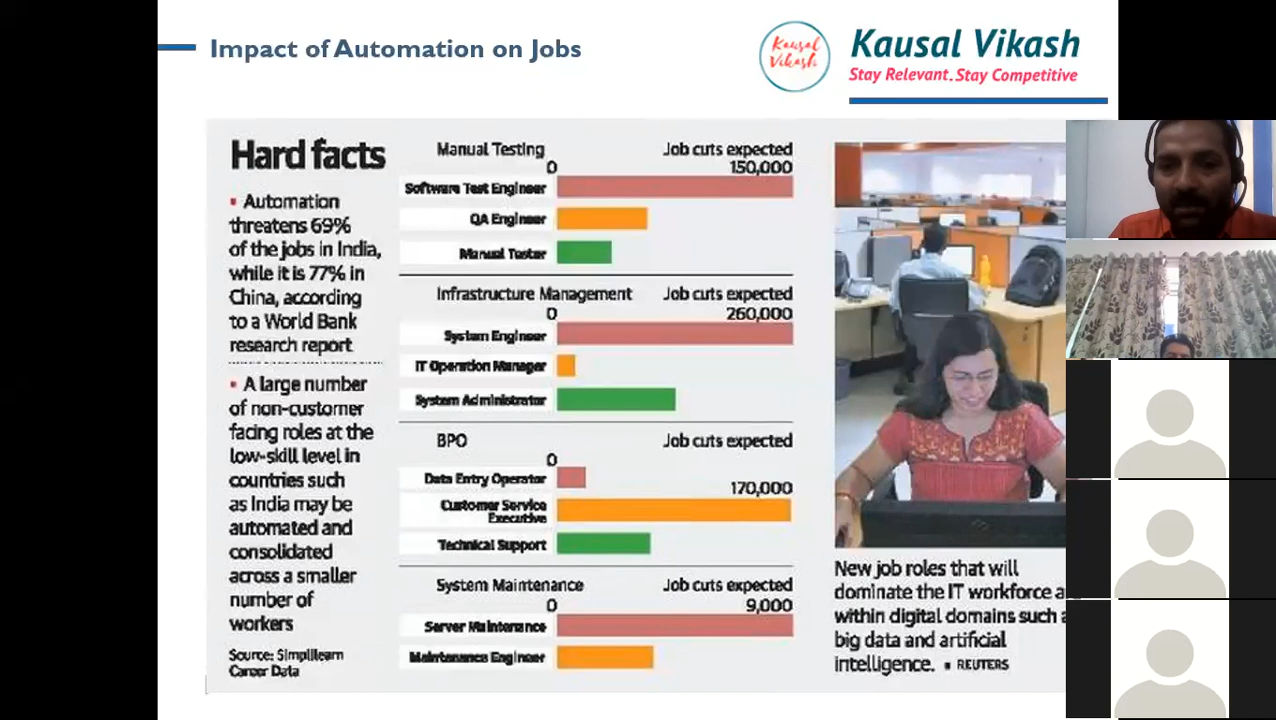 Impact of Automation on Jobs
Kausal
Vikash
Kausal Vikash
Stay Relevant. Stay Competitive
Hard facts
• Automation
threatens 69%
of the jobs in India,
while it is 77% in
China, according
to a World Bank
research report
• A large number
of non-customer
facing roles at the
low-skill level in
countries such
as India may be
automated and
consolidated
across a smaller
number of
workers
Source: Simplilearn
Career Data
Manual Testing Job cuts expected
0 150,000
Software Test Engineer
QA Engineer
Manual Tester
Infrastructure Management Job cuts expected
0 260,000
System Engineer
IT Operation Manager
System Administrator
BPO Job cuts expected
0
Data Entry Operator
170,000
Customer Service
Executive
Technical Support
System Maintenance Job cuts expected
0 9,000
Server Maintenance
Maintenance Engineer
New job roles that will
dominate the IT workforce a
within digital domains such a
big data and artificial
intelligence. ▪ REUTERS